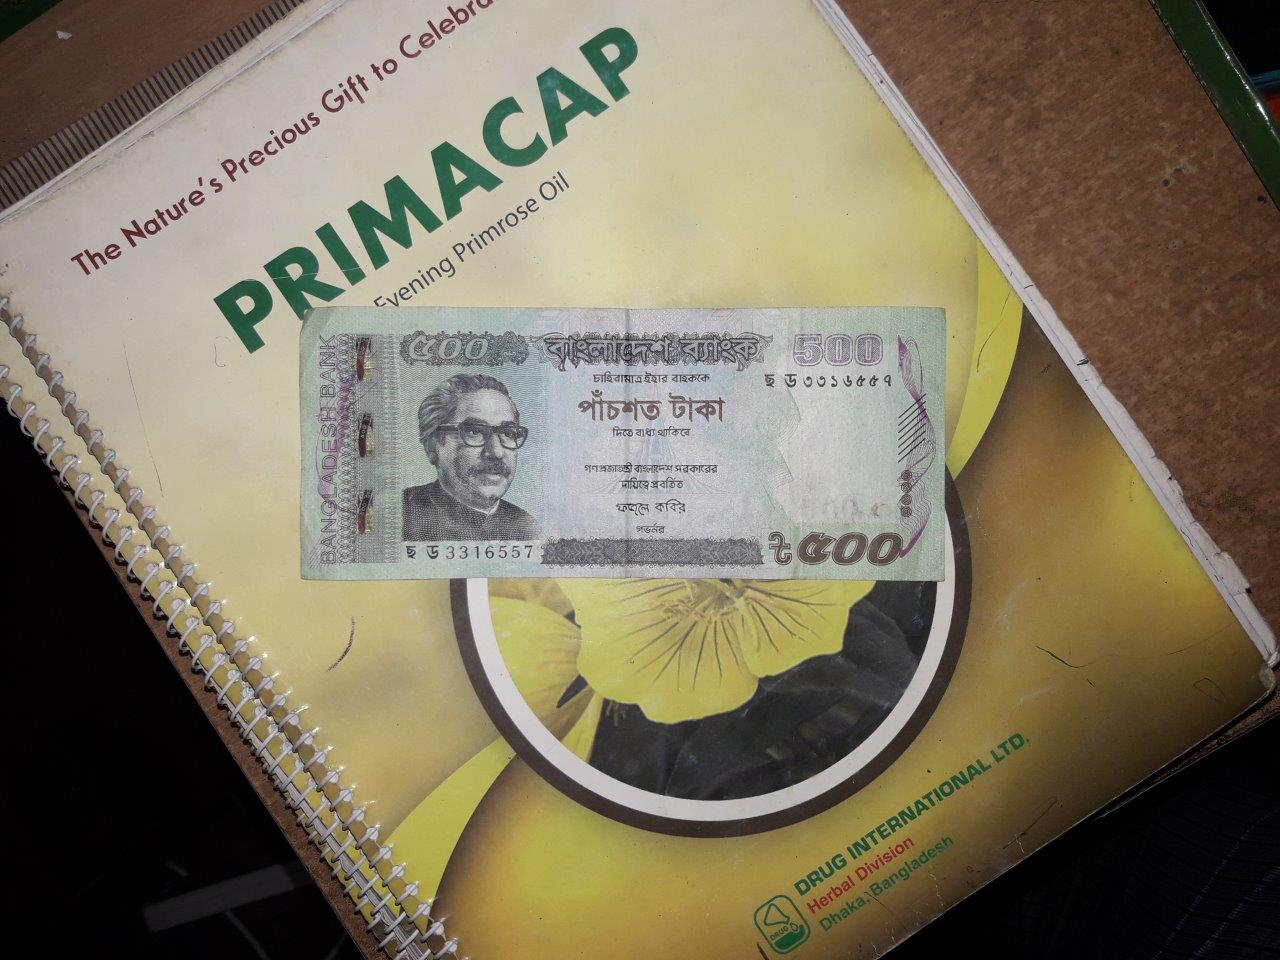 The Nature's Precious Gift to Celebra
PRIMACAP
Evening Primrose Oil
BANGLADESH BANK
৫০০
বাংলাদেশ ব্যাংক
500
চাহিবামাত্র ইহার বাহককে
ছ ড ৩৩১৬৫৫৭
পাঁচশত টাকা
দিতে বাধ্য থাকিবে
গণপ্রজাতন্ত্রী বাংলাদেশ সরকারের
দায়িত্বে প্রবর্তিত
ফজলে কবির
গভর্নর
ছ ড 3316557
৳৫০০
DRUG INTERNATIONAL LTD.
Herbal Division
Dhaka, Bangladesh
DRUG